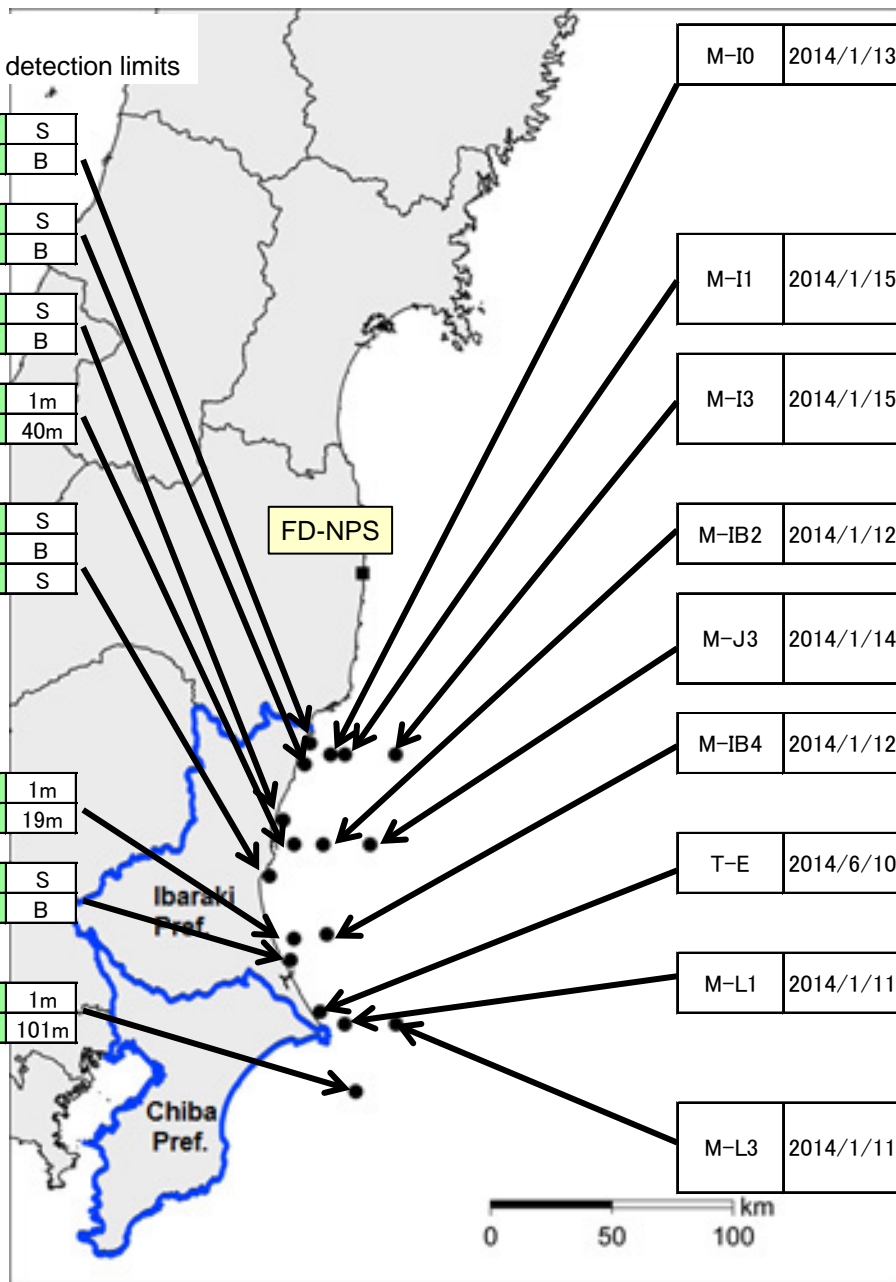 detection limits
S
B
S
B
S
B
1m
40m
S
B
S
1m
19m
S
B
1m
101m
FD-NPS
Ibaraki
Pref.
Chiba
Pref.
M-I0 2014/1/13
M-I1 2014/1/15
M-I3 2014/1/15
M-IB2 2014/1/12
M-J3 2014/1/14
M-IB4 2014/1/12
T-E 2014/6/10
M-L1 2014/1/11
M-L3 2014/1/11
km
0 50 100